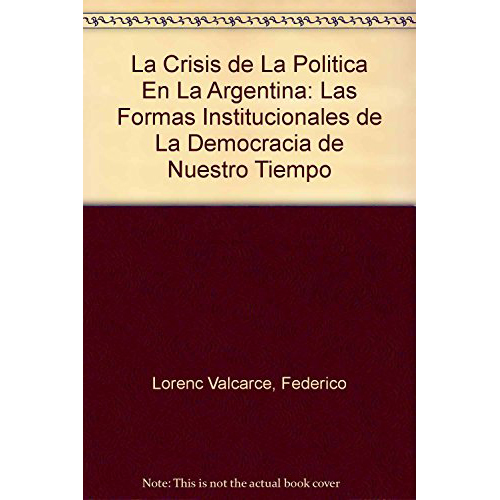 La Crisis de La Politica
En La Argentina: Las
Formas Institucionales de
La Democracia de
Nuestro Tiempo
Lorenc Valcarce, Federico
Note: This is not the actual book cover